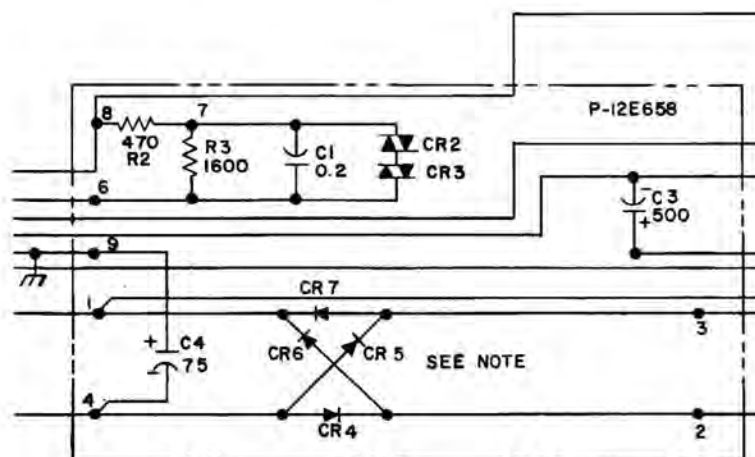 P-12E658
8
7
470
R2
R3
1600
C1
0.2
CR2
CR3
6
- C3
500
+
9
CR7
1
3
+ C4
75
CR6
CR5
SEE NOTE
4
CR4
2